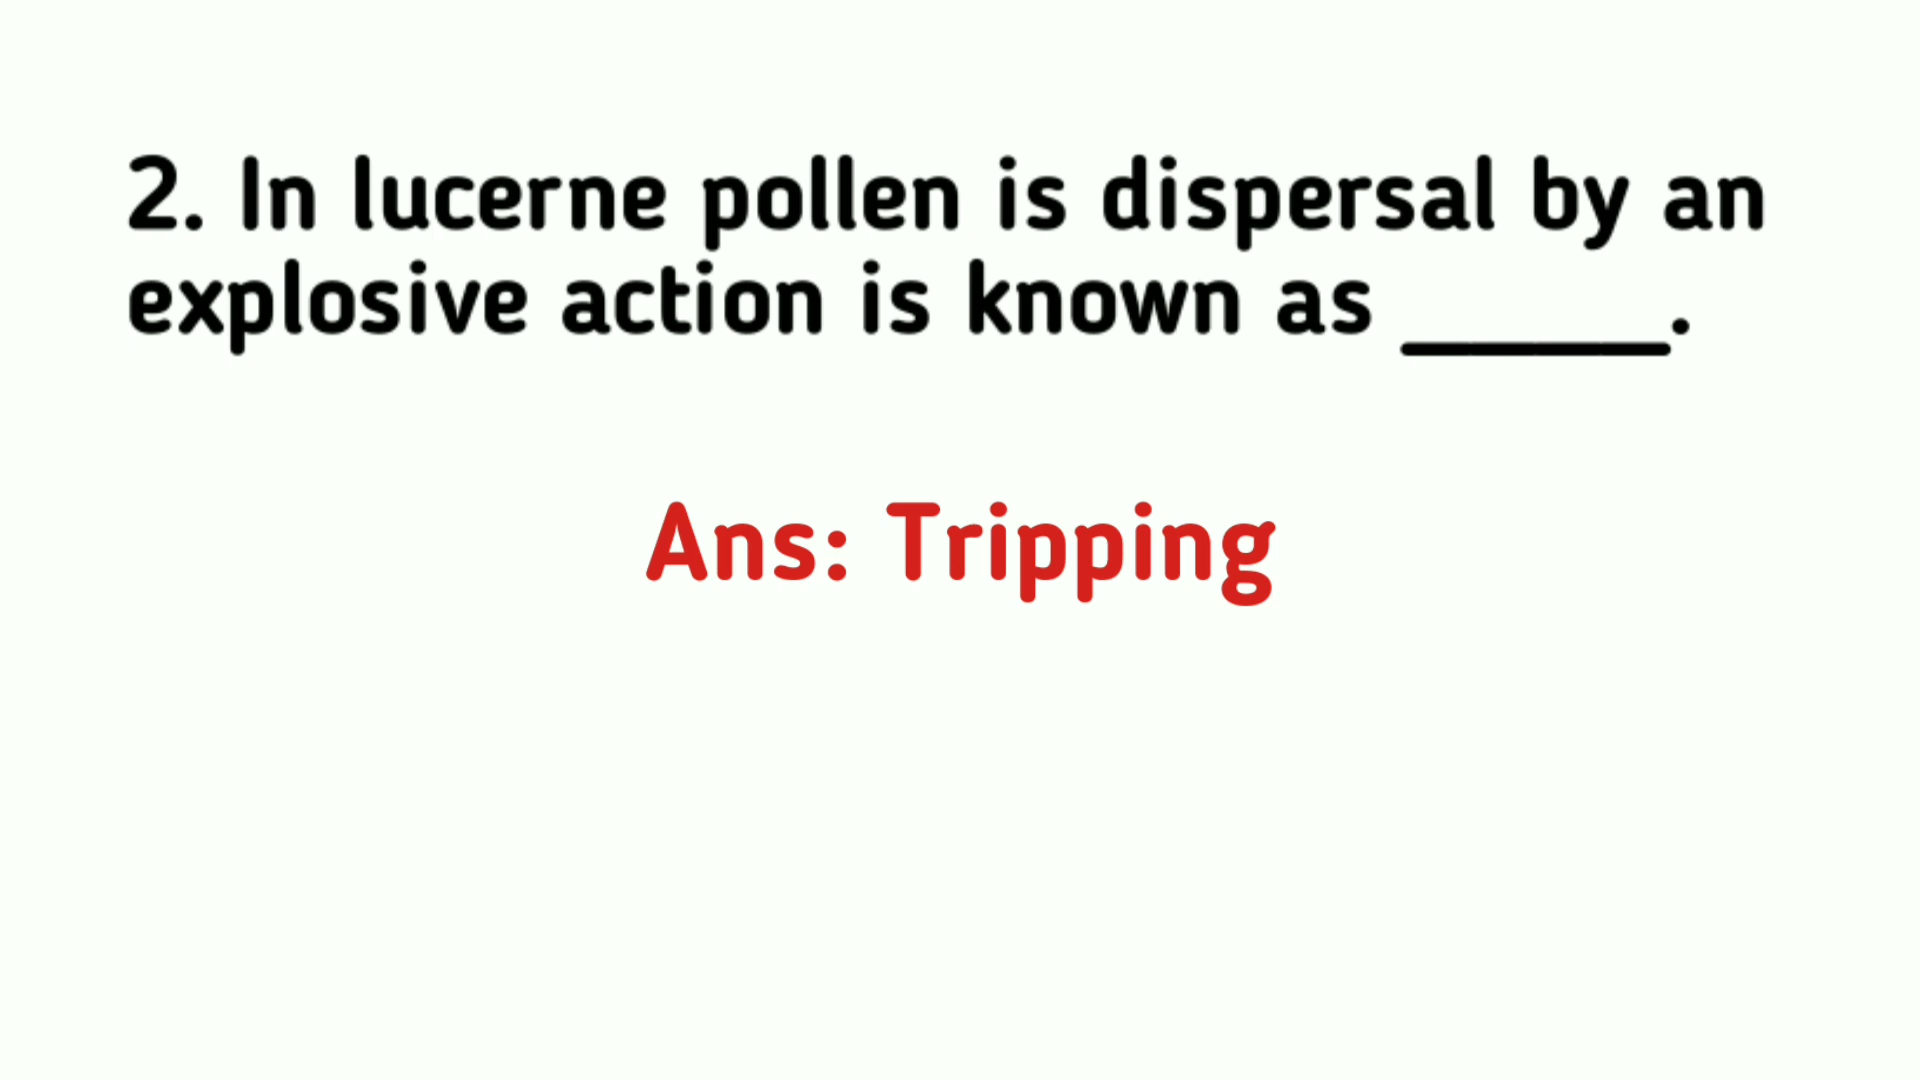 2. In lucerne pollen is dispersal by an
explosive action is known as _____.
Ans: Tripping